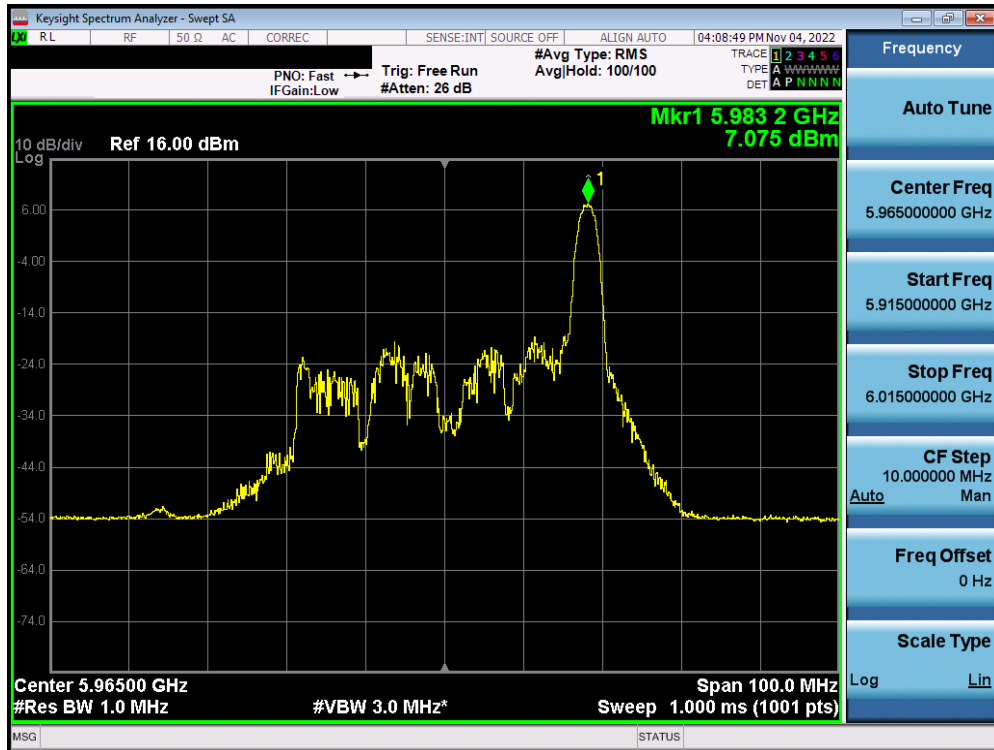 Keysight Spectrum Analyzer - Swept SA
LXI RL RF 50 Ω AC CORREC SENSE:INT SOURCE OFF ALIGN AUTO 04:08:49 PM Nov 04, 2022
PNO: Fast
IFGain:Low
Trig: Free Run
#Atten: 26 dB
#Avg Type: RMS
Avg|Hold: 100/100
TRACE 1 2 3 4 5 6
TYPE A W W W W W
DET A P N N N N
Mkr1 5.983 2 GHz
7.075 dBm
10 dB/div Ref 16.00 dBm
Log
1
6.00
-4.00
-14.0
-24.0
-34.0
-44.0
-54.0
-64.0
-74.0
Center 5.96500 GHz Span 100.0 MHz
#Res BW 1.0 MHz #VBW 3.0 MHz* Sweep 1.000 ms (1001 pts)
MSG STATUS
Frequency
Auto Tune
Center Freq
5.965000000 GHz
Start Freq
5.915000000 GHz
Stop Freq
6.015000000 GHz
CF Step
10.000000 MHz
Auto Man
Freq Offset
0 Hz
Scale Type
Log Lin